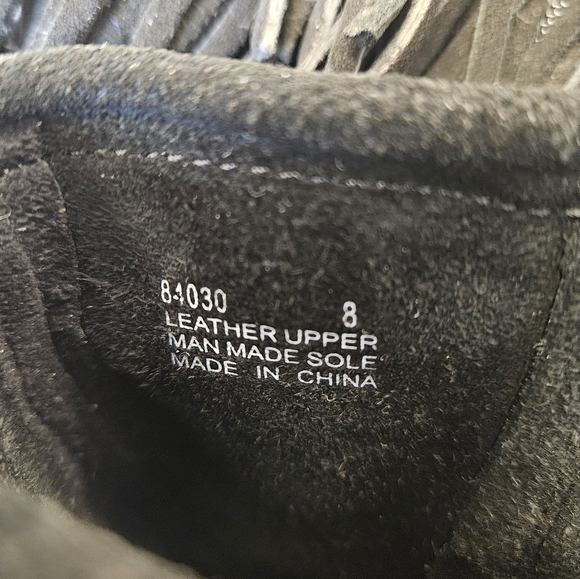 84030 8
LEATHER UPPER
MAN MADE SOLE
MADE IN CHINA